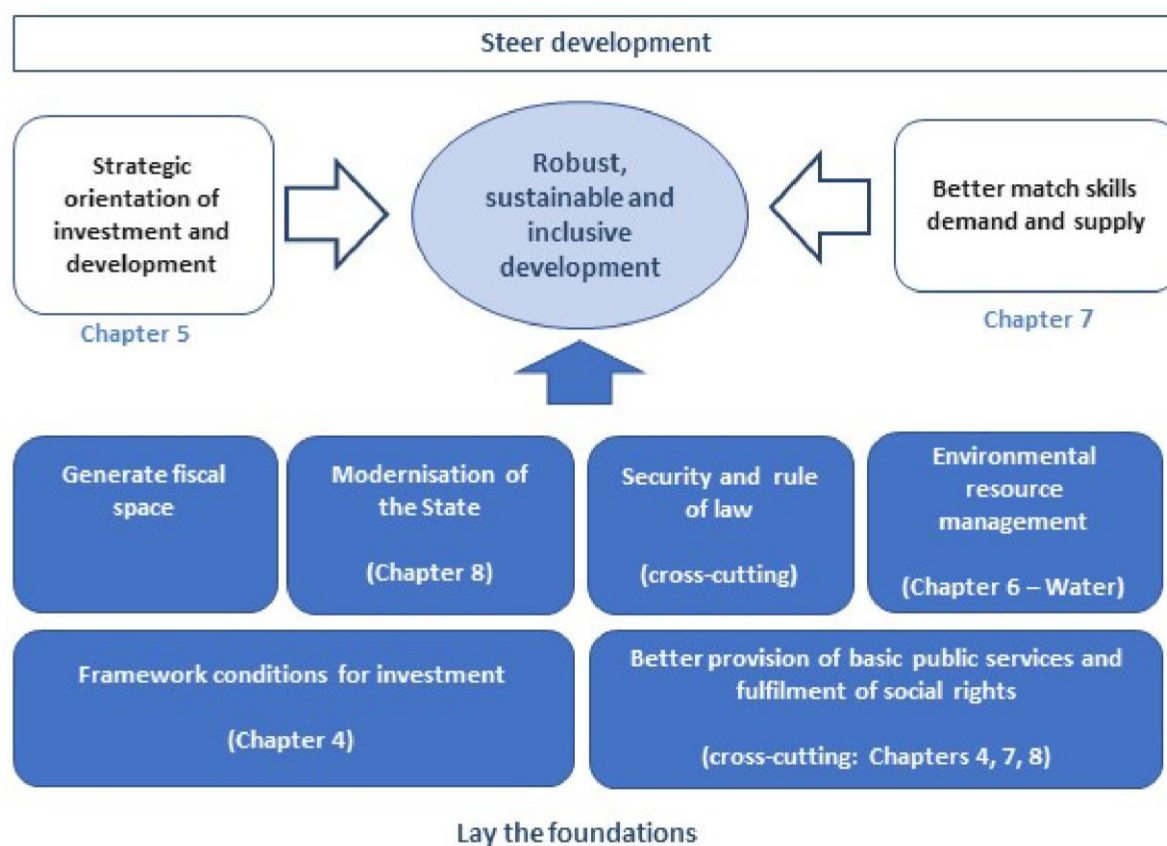 Steer development
Strategic
orientation of
investment and
development
Chapter 5
Robust,
sustainable and
inclusive
development
Better match skills
demand and supply
Chapter 7
Generate fiscal
space
Modernisation of
the State
(Chapter 8)
Security and rule
of law
(cross-cutting)
Environmental
resource
management
(Chapter 6 – Water)
Framework conditions for investment
(Chapter 4)
Better provision of basic public services and
fulfilment of social rights
(cross-cutting: Chapters 4, 7, 8)
Lay the foundations